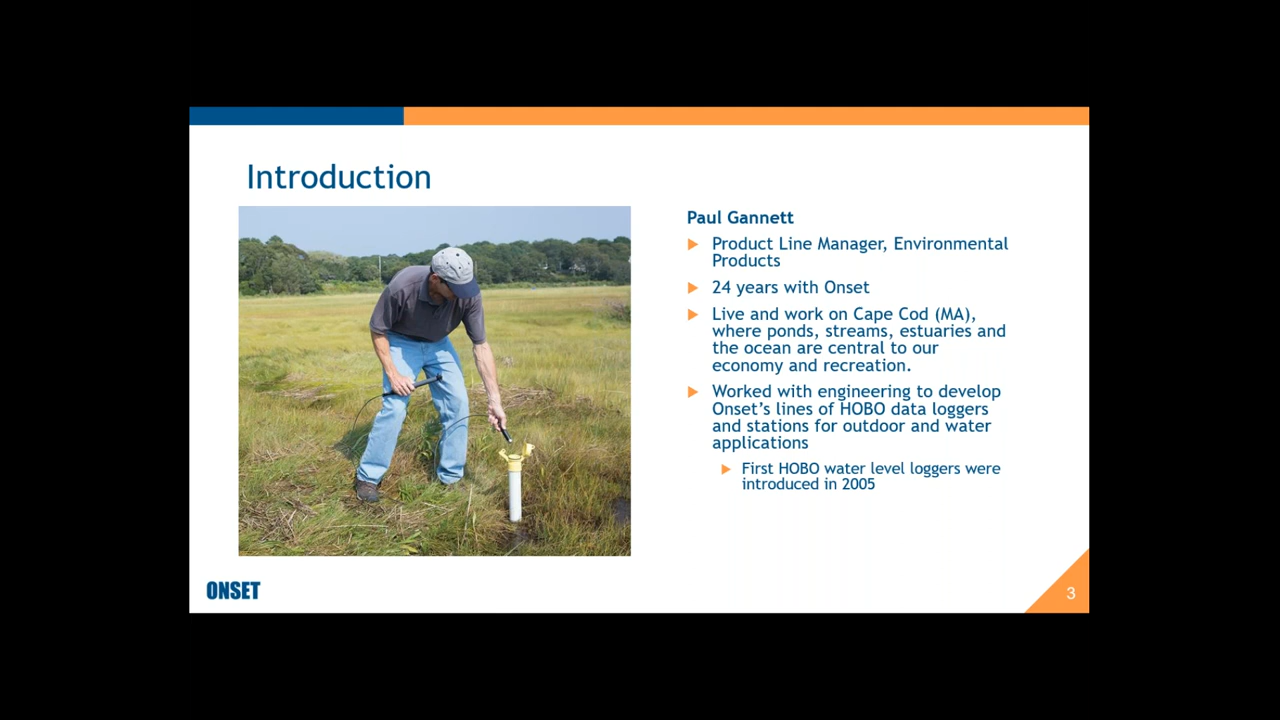 Introduction
Paul Gannett
Product Line Manager, Environmental
Products
24 years with Onset
Live and work on Cape Cod (MA),
where ponds, streams, estuaries and
the ocean are central to our
economy and recreation.
Worked with engineering to develop
Onset’s lines of HOBO data loggers
and stations for outdoor and water
applications
First HOBO water level loggers were
introduced in 2005
ONSET
3